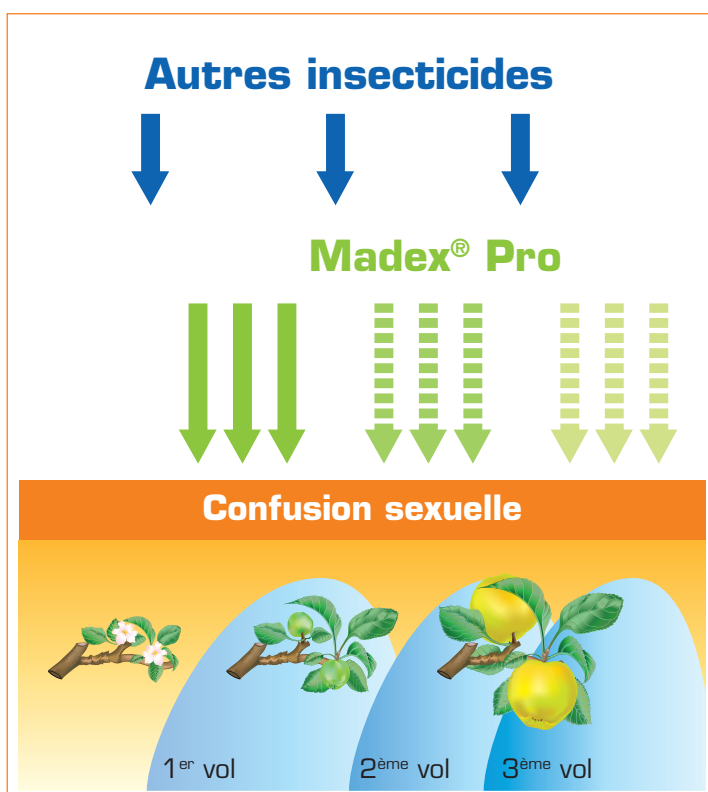 Autres insecticides
Madex® Pro
Confusion sexuelle
1er vol
2ème vol
3ème vol